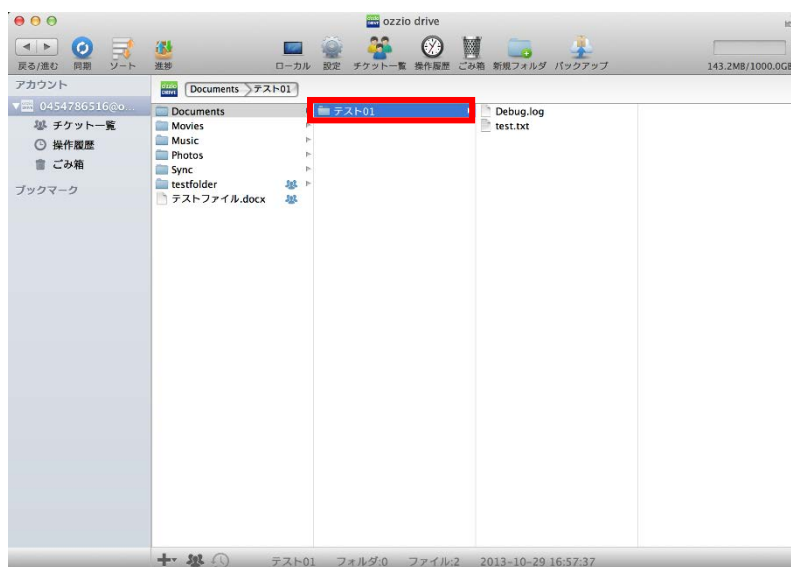 ozzio drive
戻る/進む 同期 ソート 進捗 ローカル 設定 チケット一覧 操作履歴 ごみ箱 新規フォルダ バックアップ 143.2MB/1000.0GB
アカウント
Documents テスト01
0454786516@o...
チケット一覧
操作履歴
ごみ箱
ブックマーク
Documents
Movies
Music
Photos
Sync
testfolder
テストファイル.docx
テスト01
Debug.log
test.txt
テスト01 フォルダ:0 ファイル:2 2013-10-29 16:57:37